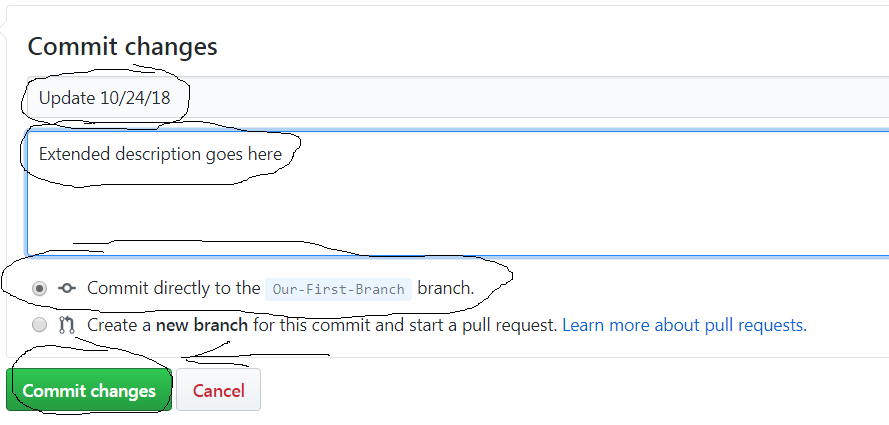 Commit changes
Update 10/24/18
Extended description goes here
Commit directly to the Our-First-Branch branch.
Create a new branch for this commit and start a pull request. Learn more about pull requests.
Commit changes Cancel